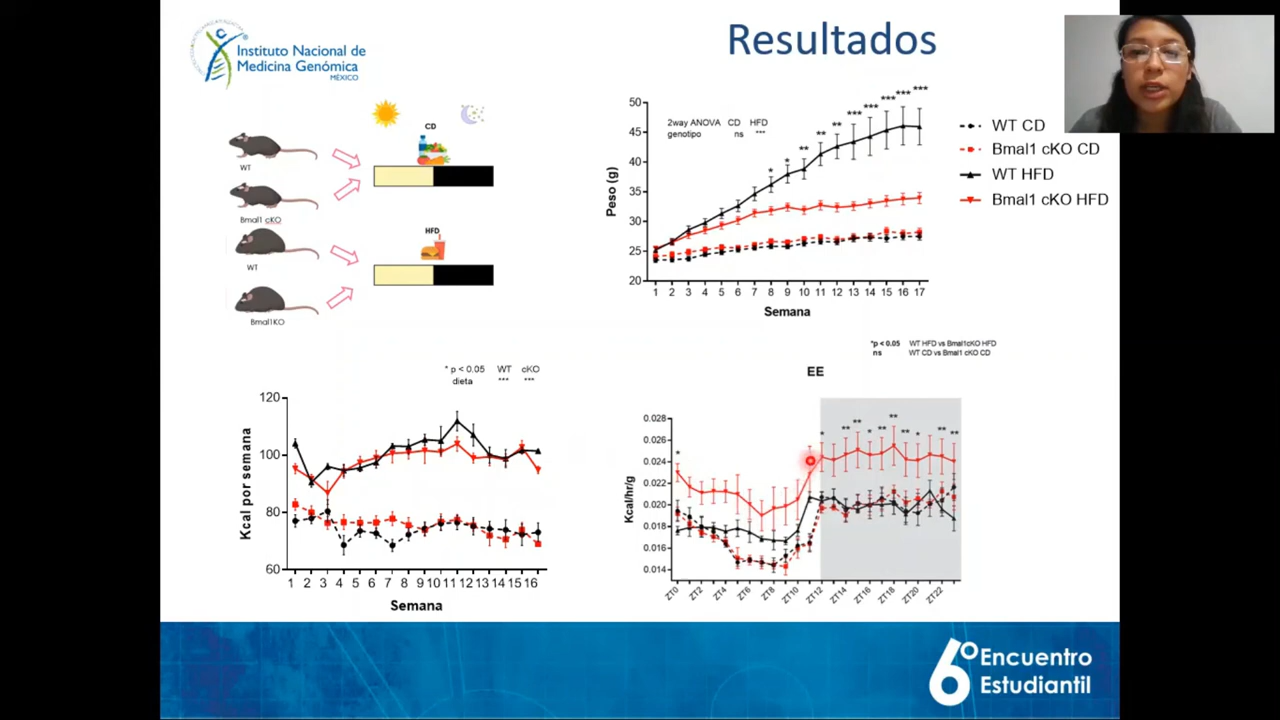 Instituto Nacional de
Medicina Genómica
MÉXICO
Resultados
CD
WT
Bmal1 cKO
HFD
WT
Bmal1KO
2way ANOVA CD HFD
genotipo ns ***
Peso (g)
50
45
40
35
30
25
20
* * ** ** ** *** *** *** *** ***
1 2 3 4 5 6 7 8 9 10 11 12 13 14 15 16 17
Semana
WT CD
Bmal1 cKO CD
WT HFD
Bmal1 cKO HFD
* p < 0.05 WT cKO
dieta *** ***
Kcal por semana
120
100
80
60
1 2 3 4 5 6 7 8 9 10 11 12 13 14 15 16
Semana
*p < 0.05 WT HFD vs Bmal1cKO HFD
ns WT CD vs Bmal1 cKO CD
EE
Kcal/hr/g
0.028
0.026
0.024
0.022
0.020
0.018
0.016
0.014
* * ** ** * ** ** ** * ** **
ZT0 ZT2 ZT4 ZT6 ZT8 ZT10 ZT12 ZT14 ZT16 ZT18 ZT20 ZT22
6° Encuentro
Estudiantil